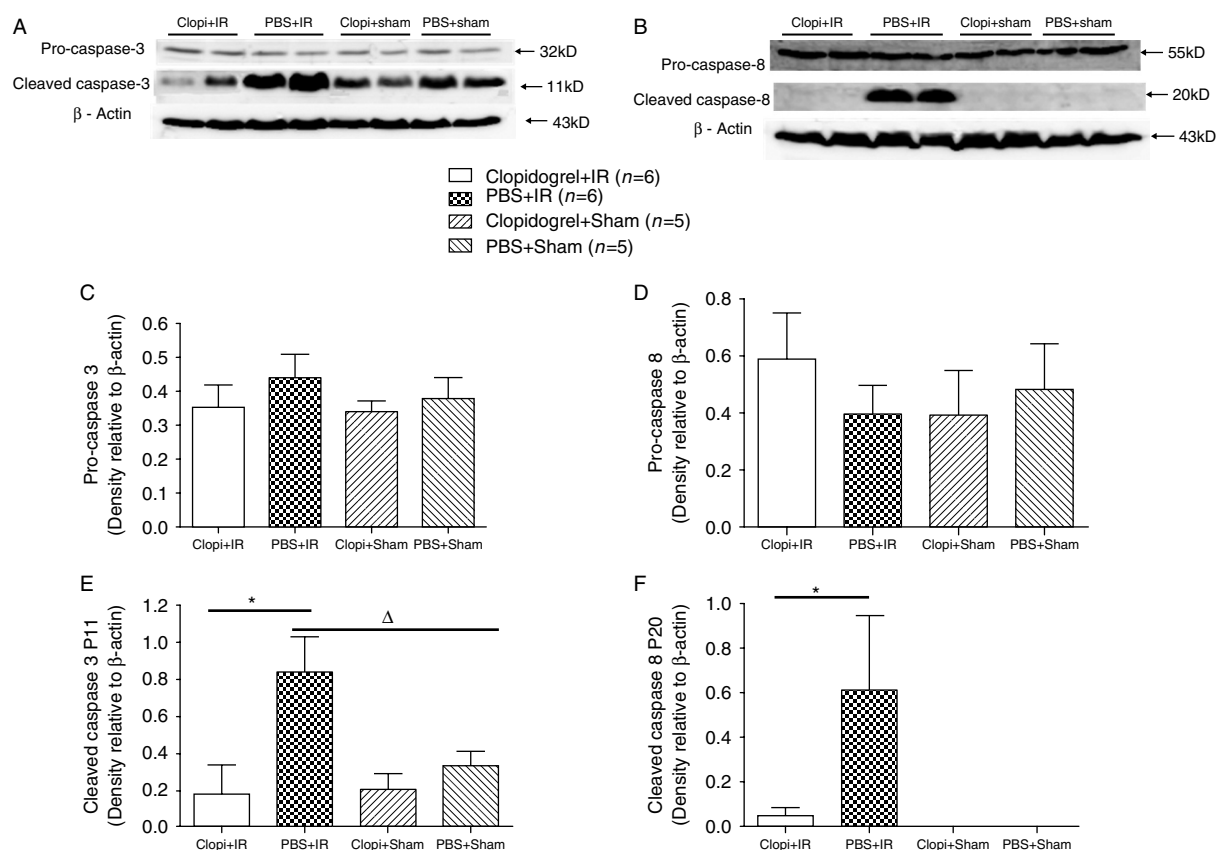 A
Clopi+IR PBS+IR Clopi+sham PBS+sham
Pro-caspase-3 32kD
Cleaved caspase-3 11kD
β - Actin 43kD
B
Clopi+IR PBS+IR Clopi+sham PBS+sham
Pro-caspase-8 55kD
Cleaved caspase-8 20kD
β - Actin 43kD
Clopidogrel+IR (n=6)
PBS+IR (n=6)
Clopidogrel+Sham (n=5)
PBS+Sham (n=5)
C
Pro-caspase 3
(Density relative to β-actin)
0.6
0.5
0.4
0.3
0.2
0.1
0.0
Clopi+IR PBS+IR Clopi+Sham PBS+Sham
D
Pro-caspase 8
(Density relative to β-actin)
0.8
0.6
0.4
0.2
0.0
Clopi+IR PBS+IR Clopi+Sham PBS+Sham
E
Cleaved caspase 3 P11
(Density relative to β-actin)
1.2
1.0
0.8
0.6
0.4
0.2
0.0
*
Δ
Clopi+IR PBS+IR Clopi+Sham PBS+Sham
F
Cleaved caspase 8 P20
(Density relative to β-actin)
1.0
0.8
0.6
0.4
0.2
0.0
*
Clopi+IR PBS+IR Clopi+Sham PBS+Sham